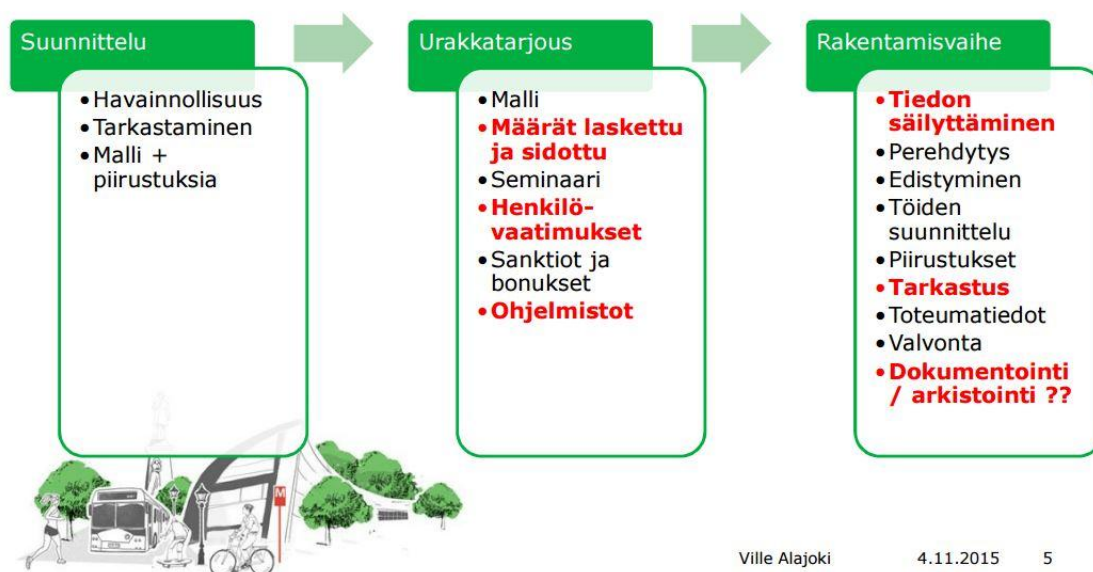 Suunnittelu
• Havainnollisuus
• Tarkastaminen
• Malli +
piirustuksia
Urakkatarjous
• Malli
• Määrät laskettu
ja sidottu
• Seminaari
• Henkilö-
vaatimukset
• Sanktiot ja
bonukset
• Ohjelmistot
Rakentamisvaihe
• Tiedon
säilyttäminen
• Perehdytys
• Edistyminen
• Töiden
suunnittelu
• Piirustukset
• Tarkastus
• Toteumatiedot
• Valvonta
• Dokumentointi
/ arkistointi ??
M
Ville Alajoki 4.11.2015 5